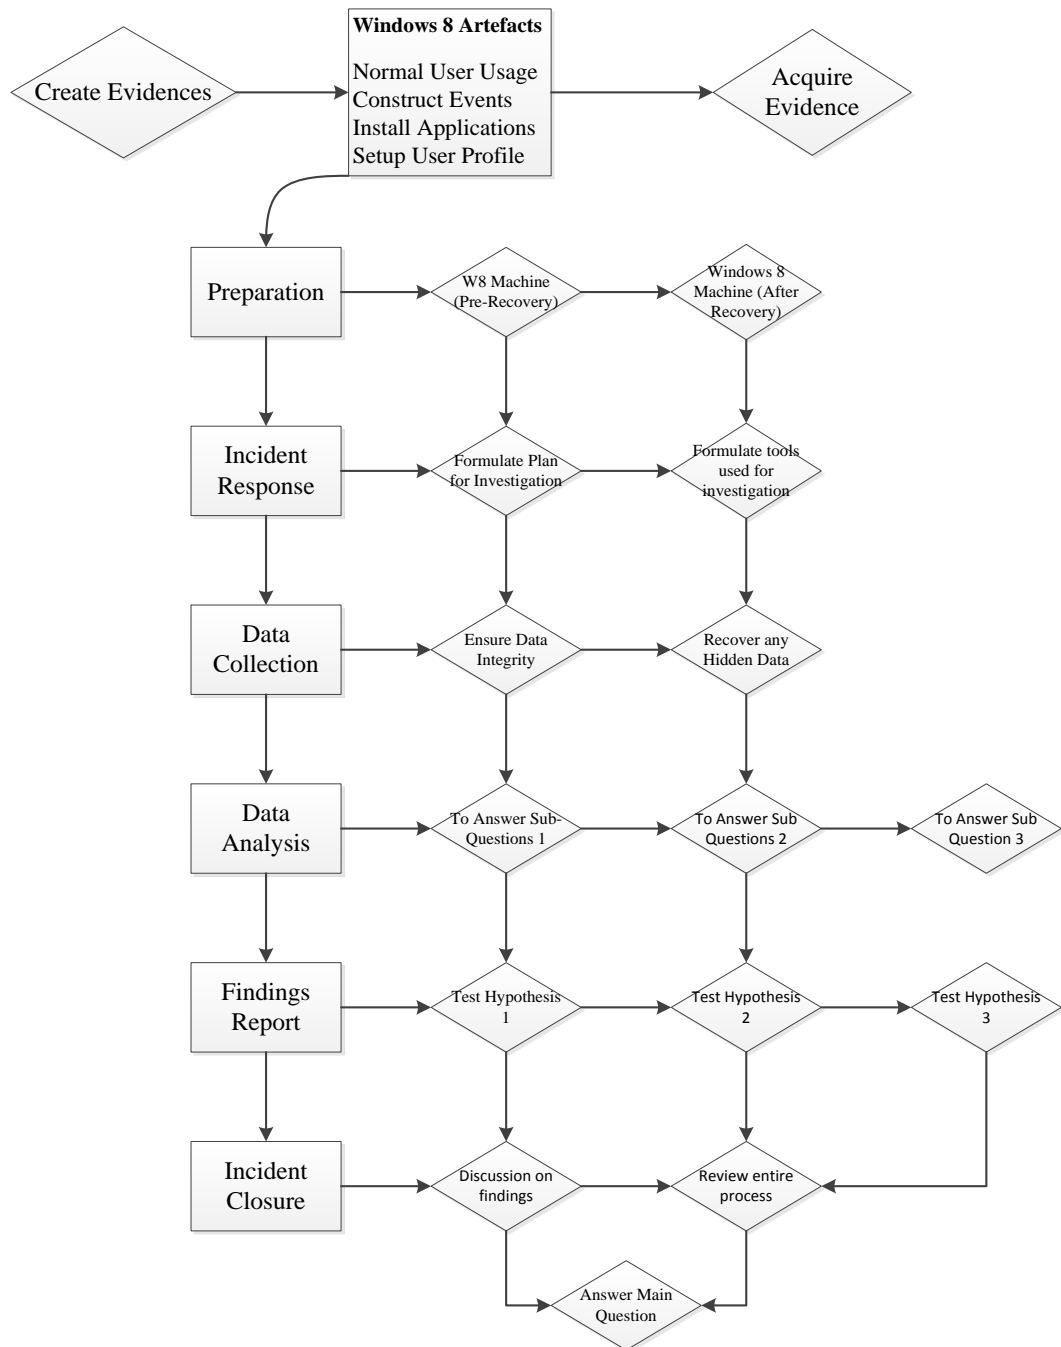 Create Evidences
Windows 8 Artefacts
Normal User Usage
Construct Events
Install Applications
Setup User Profile
Acquire
Evidence
Preparation
W8 Machine
(Pre-Recovery)
Windows 8
Machine (After
Recovery)
Incident
Response
Formulate Plan
for Investigation
Formulate tools
used for
investigation
Data
Collection
Ensure Data
Integrity
Recover any
Hidden Data
Data
Analysis
To Answer Sub-
Questions 1
To Answer Sub
Questions 2
To Answer Sub
Question 3
Findings
Report
Test Hypothesis
1
Test Hypothesis
2
Test Hypothesis
3
Incident
Closure
Discussion on
findings
Review entire
process
Answer Main
Question